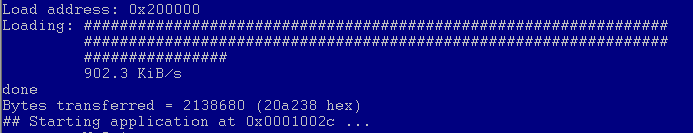 Load address: 0x200000
Loading: #################################################################
#################################################################
################
902.3 KiB/s
done
Bytes transferred = 2138680 (20a238 hex)
## Starting application at 0x0001002c ...